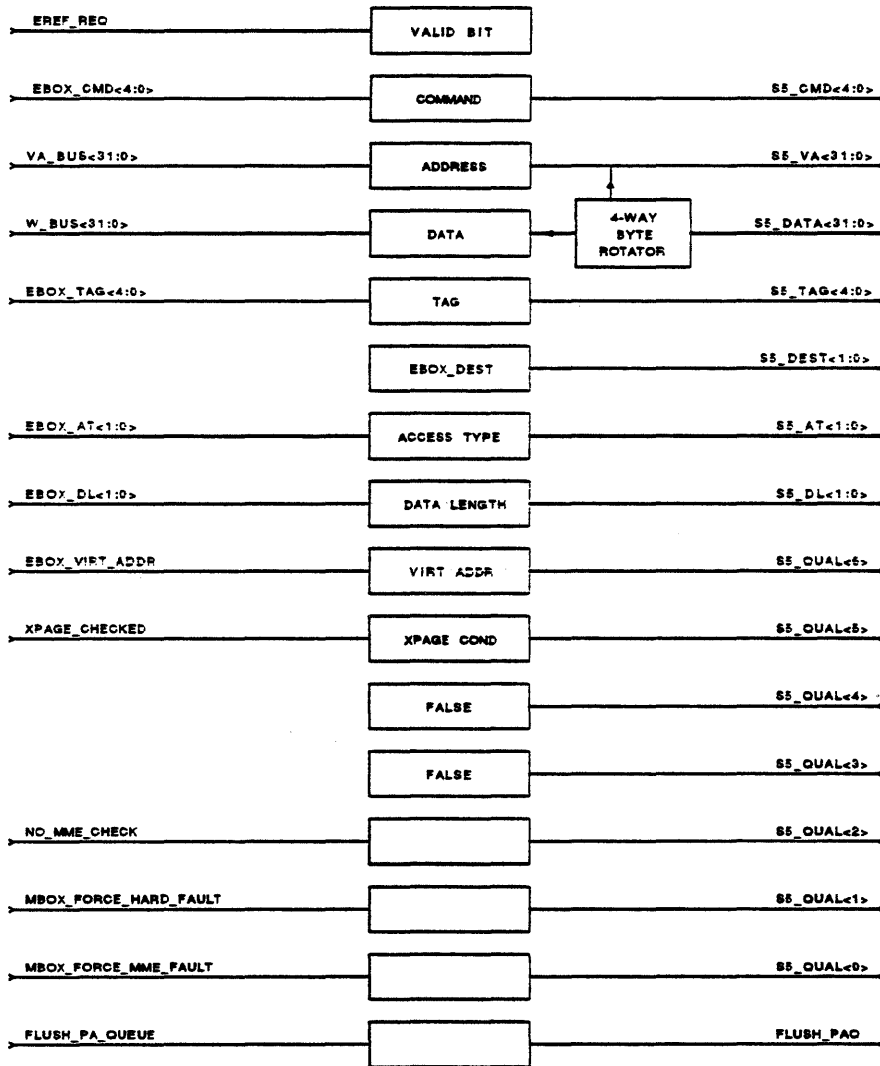 EREF_REQ
VALID BIT
EBOX_CMD<4:0> COMMAND S5_CMD<4:0>
VA_BUS<31:0> ADDRESS S5_VA<31:0>
W_BUS<31:0> DATA 4-WAY BYTE ROTATOR S5_DATA<31:0>
EBOX_TAG<4:0> TAG S5_TAG<4:0>
EBOX_DEST S5_DEST<1:0>
EBOX_AT<1:0> ACCESS TYPE S5_AT<1:0>
EBOX_DL<1:0> DATA LENGTH S5_DL<1:0>
EBOX_VIRT_ADDR VIRT ADDR S5_QUAL<6>
XPAGE_CHECKED XPAGE COND S5_QUAL<5>
FALSE S5_QUAL<4>
FALSE S5_QUAL<3>
NO_MME_CHECK S5_QUAL<2>
MBOX_FORCE_HARD_FAULT S5_QUAL<1>
MBOX_FORCE_MME_FAULT S5_QUAL<0>
FLUSH_PA_QUEUE FLUSH_PAQ